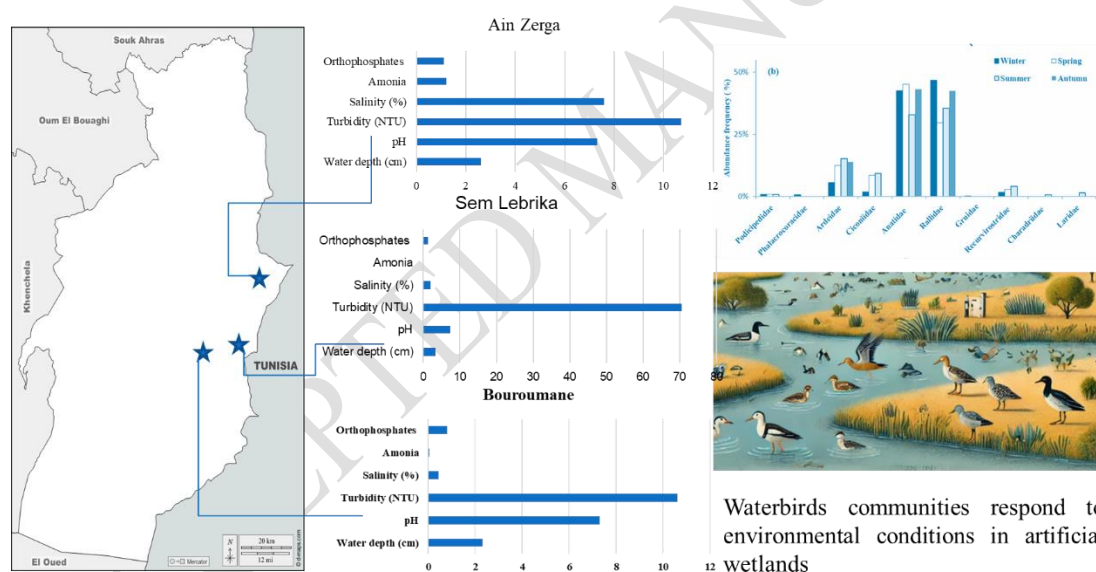 Souk Ahras
Oum El Bouaghi
Khenchela
TUNISIA
El Oued
Mercator
N
20 km
12 mi
© d-maps.com
Ain Zerga
Orthophosphates
Amonia
Salinity (%)
Turbidity (NTU)
pH
Water depth (cm)
0 2 4 6 8 10 12
Sem Lebrika
Orthophosphates
Amonia
Salinity (%)
Turbidity (NTU)
pH
Water depth (cm)
0 10 20 30 40 50 60 70 80
Bouroumane
Orthophosphates
Amonia
Salinity (%)
Turbidity (NTU)
pH
Water depth (cm)
0 2 4 6 8 10 12
(b)
Winter Spring
Summer Autumn
Abundance frequency (%)
50%
25%
0%
Podicipedidae
Phalacrocoracidae
Ardeidae
Ciconiidae
Anatidae
Rallidae
Gruidae
Recurvirostridae
Charadriidae
Laridae
Waterbirds communities respond to
environmental conditions in artificial
wetlands
EPTED MAN